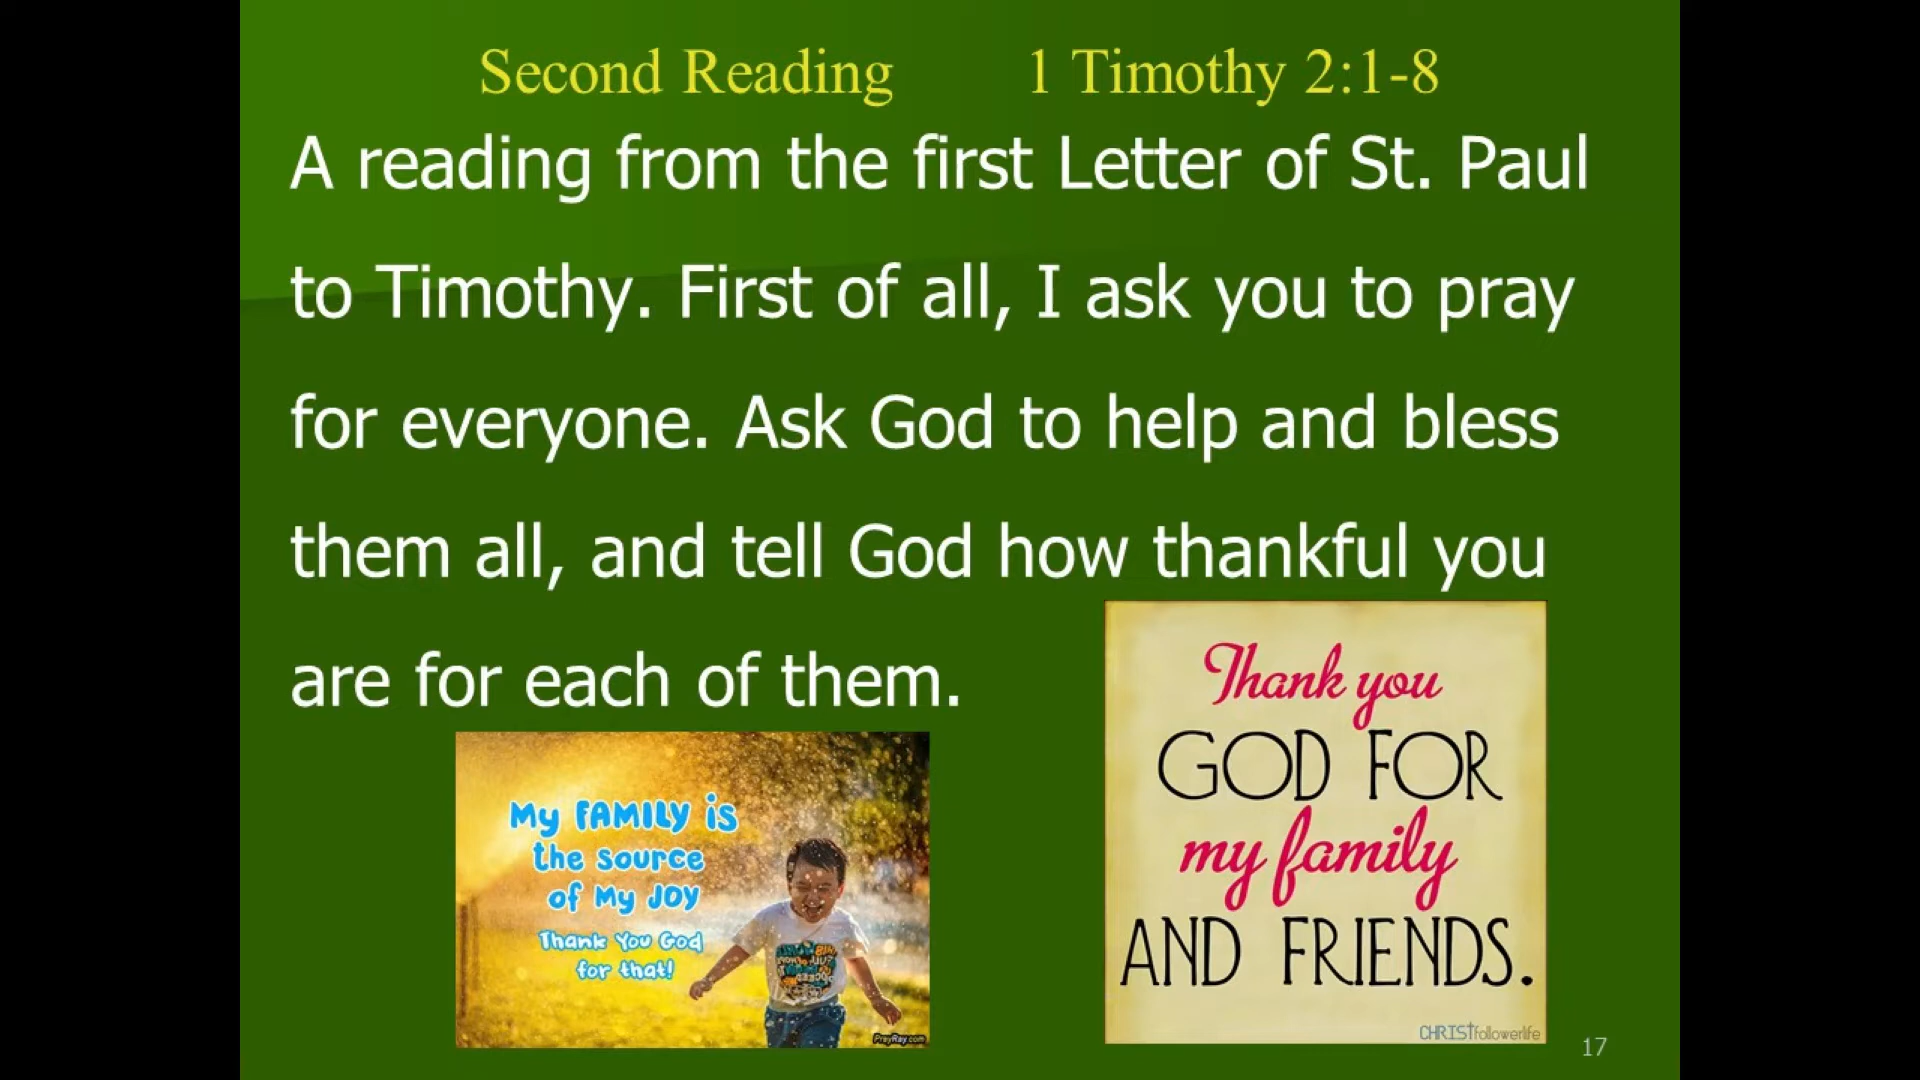 Second Reading 1 Timothy 2:1-8
A reading from the first Letter of St. Paul
to Timothy. First of all, I ask you to pray
for everyone. Ask God to help and bless
them all, and tell God how thankful you
are for each of them.
My FAMILY is
the source
of My JOY
Thank You God
for that!
PrayRay.com
Thank you
GOD FOR
my family
AND FRIENDS.
CHRISTfollowerlife
17